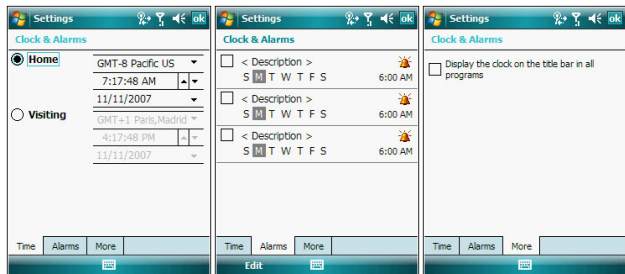 Settings
ok
Clock & Alarms
Home
GMT-8 Pacific US
7:17:48 AM
11/11/2007
Visiting
GMT+1 Paris,Madrid
4:17:48 PM
11/11/2007
Time Alarms More
Settings
ok
Clock & Alarms
< Description >
S M T W T F S 6:00 AM
< Description >
S M T W T F S 6:00 AM
< Description >
S M T W T F S 6:00 AM
Time Alarms More
Edit
Settings
ok
Clock & Alarms
Display the clock on the title bar in all
programs
Time Alarms More